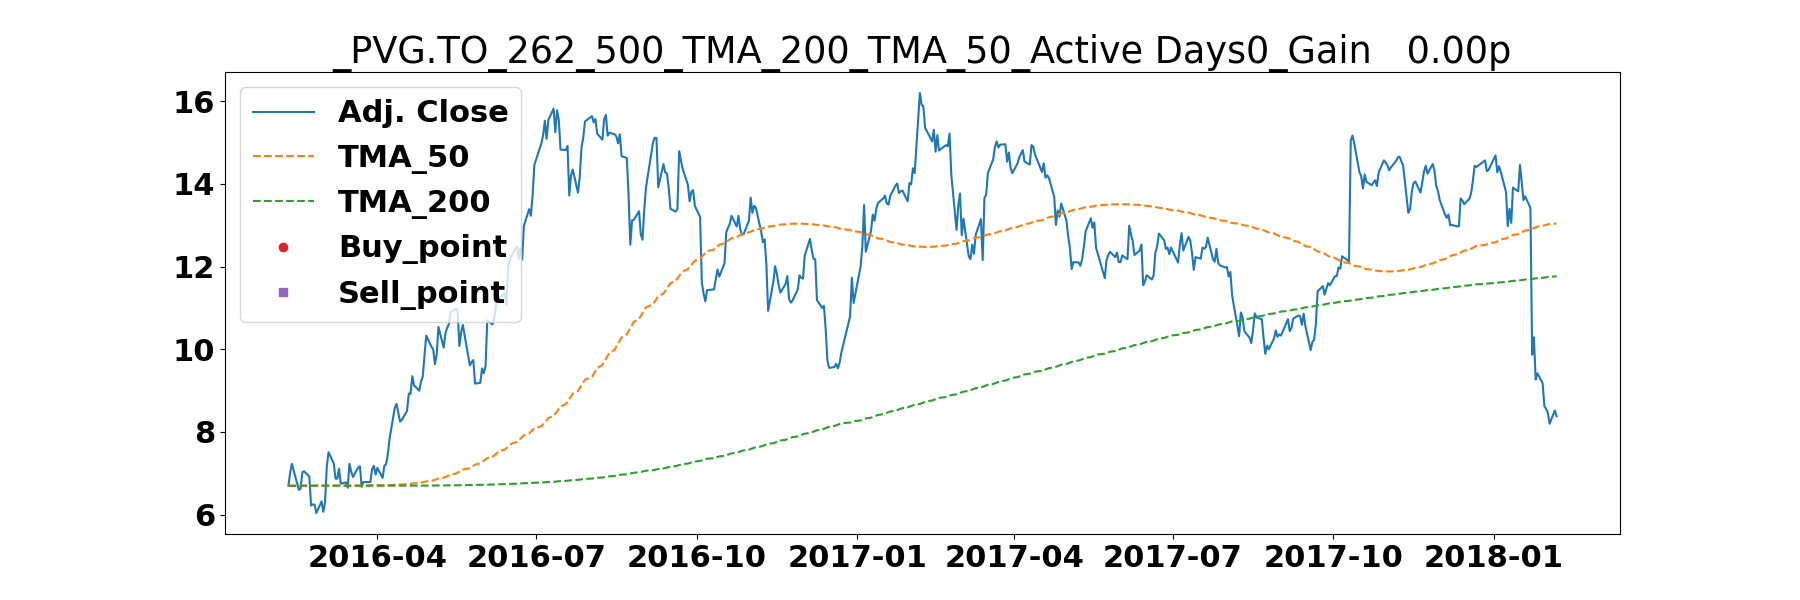 _PVG.TO_262_500_TMA_200_TMA_50_Active Days0_Gain   0.00p
16
14
12
10
8
6
Adj. Close
TMA_50
TMA_200
Buy_point
Sell_point
2016-04 2016-07 2016-10 2017-01 2017-04 2017-07 2017-10 2018-01